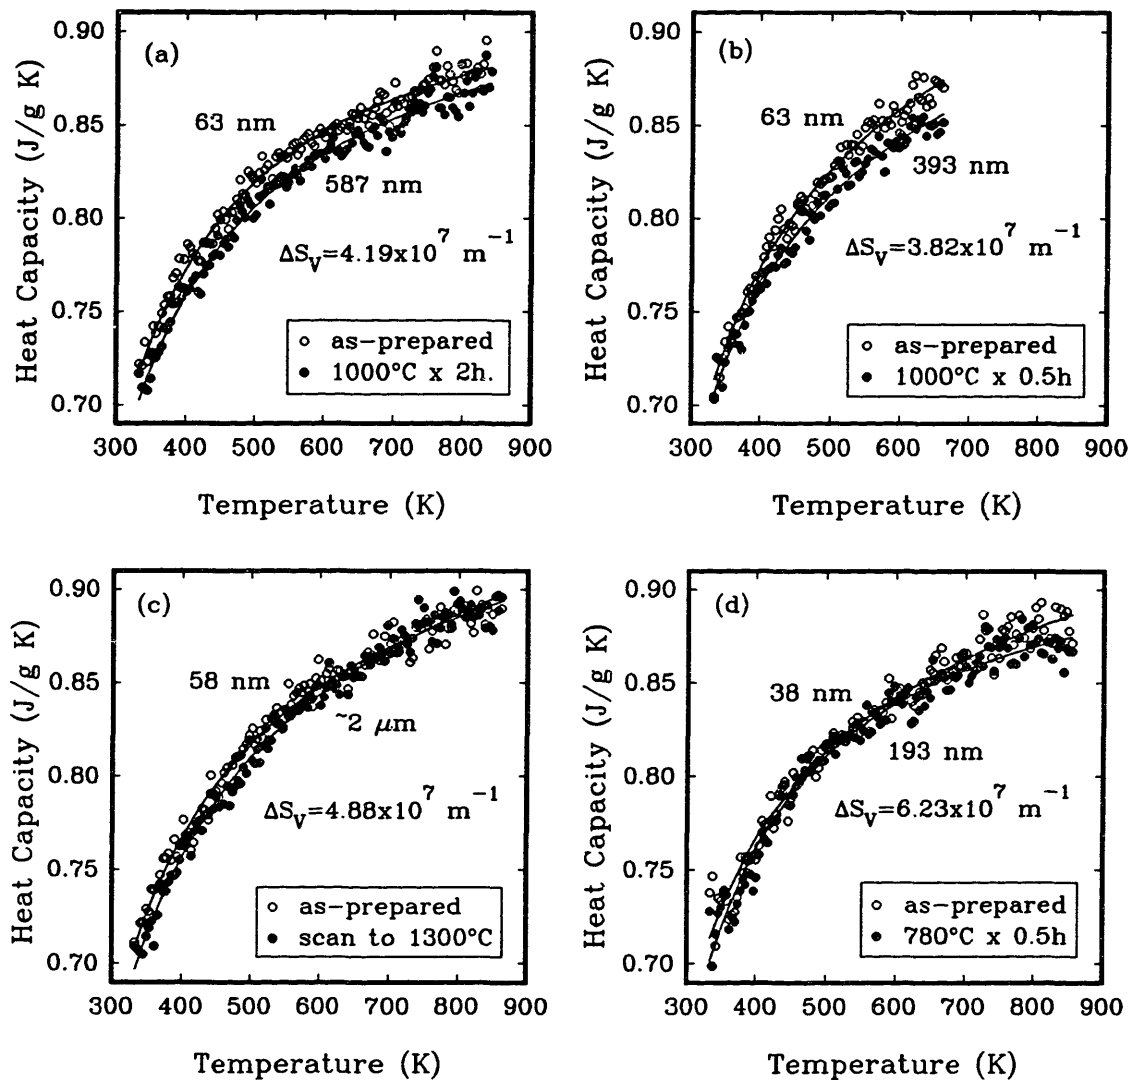 (a)
63 nm
587 nm
ΔS_V=4.19x10^7 m^−1
○ as-prepared
● 1000°C x 2h.
0.90
0.85
0.80
0.75
0.70
300 400 500 600 700 800 900
Heat Capacity (J/g K)
Temperature (K)
(b)
63 nm
393 nm
ΔS_V=3.82x10^7 m^−1
○ as-prepared
● 1000°C x 0.5h
0.90
0.85
0.80
0.75
0.70
300 400 500 600 700 800 900
Heat Capacity (J/g K)
Temperature (K)
(c)
58 nm
~2 μm
ΔS_V=4.88x10^7 m^−1
○ as-prepared
● scan to 1300°C
0.90
0.85
0.80
0.75
0.70
300 400 500 600 700 800 900
Heat Capacity (J/g K)
Temperature (K)
(d)
38 nm
193 nm
ΔS_V=6.23x10^7 m^−1
○ as-prepared
● 780°C x 0.5h
0.90
0.85
0.80
0.75
0.70
300 400 500 600 700 800 900
Heat Capacity (J/g K)
Temperature (K)